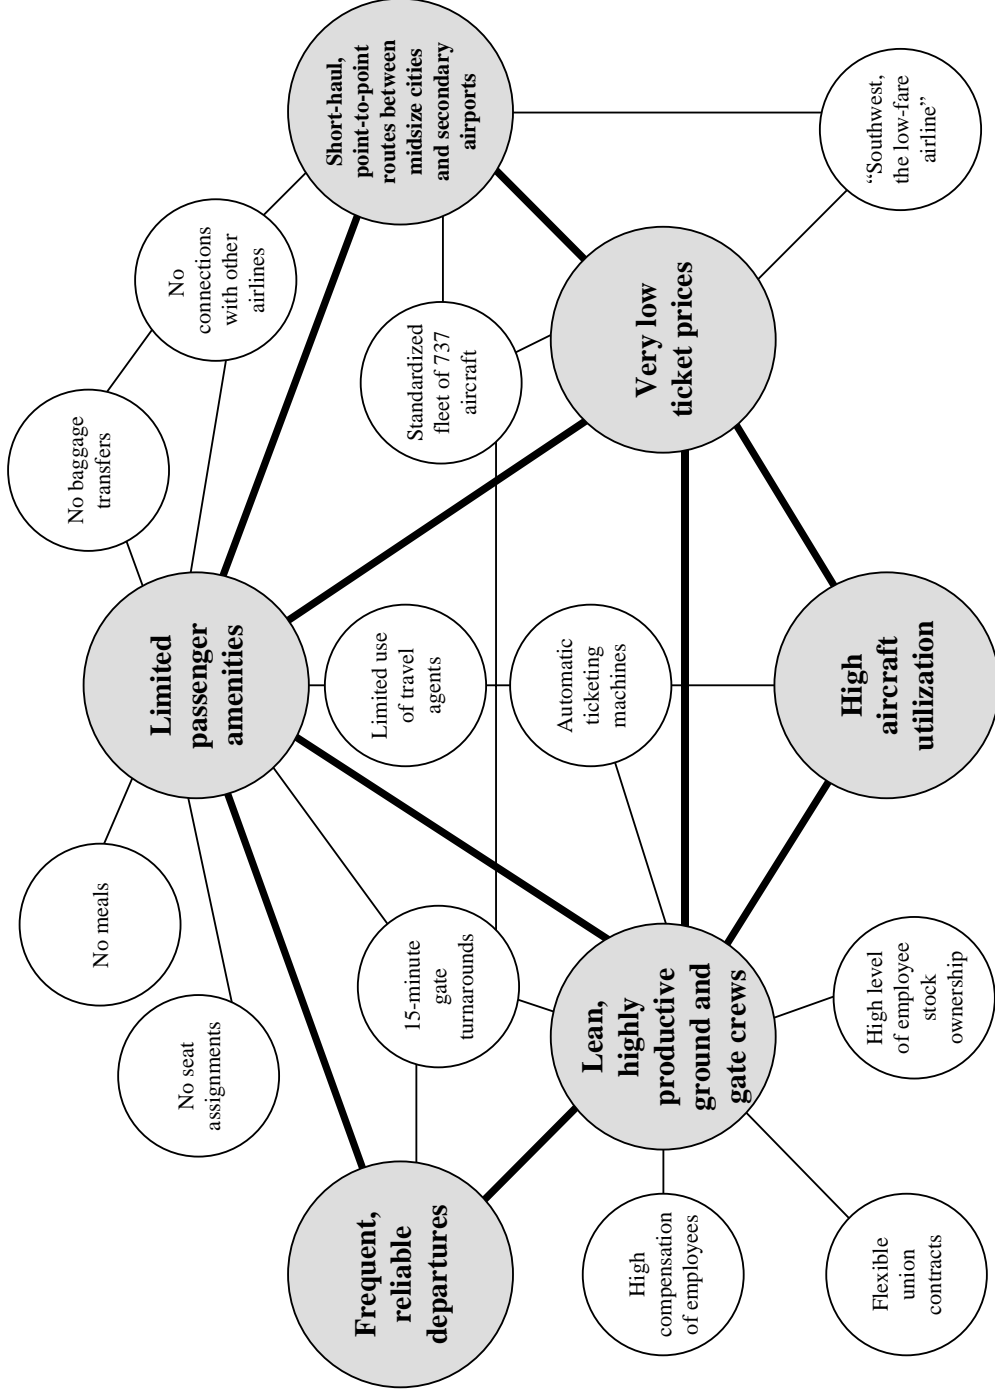 Limited
passenger
amenities
No meals
No seat
assignments
No baggage
transfers
No
connections
with other
airlines
Frequent,
reliable
departures
15-minute
gate
turnarounds
Limited use
of travel
agents
Standardized
fleet of 737
aircraft
Short-haul,
point-to-point
routes between
midsize cities
and secondary
airports
Automatic
ticketing
machines
High
compensation
of employees
Lean,
highly
productive
ground and
gate crews
Very low
ticket prices
Flexible
union
contracts
High level
of employee
stock
ownership
High
aircraft
utilization
“Southwest,
the low-fare
airline”